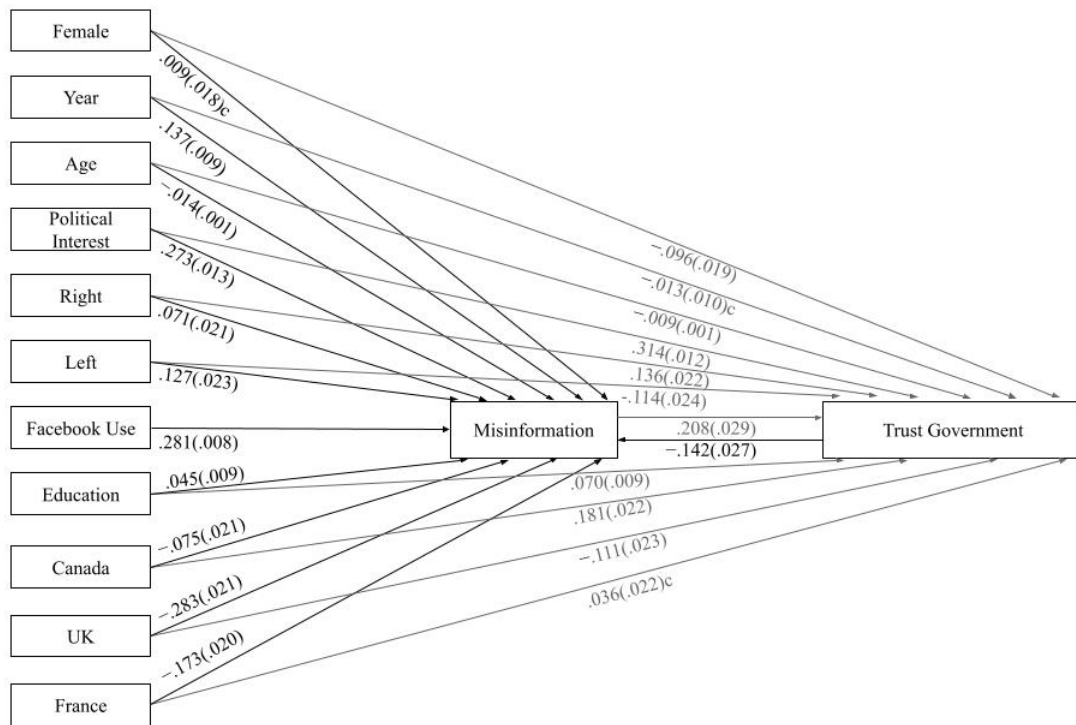 Female
.009(.018)c
Year
.137(.009)
Age
−.014(.001)
Political
Interest
.273(.013)
Right
.071(.021)
Left
.127(.023)
Facebook Use
.281(.008)
Education
.045(.009)
Canada
−.075(.021)
UK
−.283(.021)
France
−.173(.020)
−.096(.019)
−.013(.010)c
−.009(.001)
.314(.012)
.136(.022)
-.114(.024)
Misinformation
.208(.029)
−.142(.027)
Trust Government
.070(.009)
.181(.022)
−.111(.023)
.036(.022)c